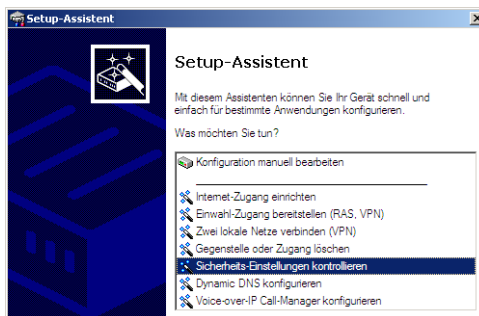 Setup-Assistent
Setup-Assistent
Mit diesem Assistenten können Sie Ihr Gerät schnell und
einfach für bestimmte Anwendungen konfigurieren.
Was möchten Sie tun?
Konfiguration manuell bearbeiten
Internet-Zugang einrichten
Einwahl-Zugang bereitstellen (RAS, VPN)
Zwei lokale Netze verbinden (VPN)
Gegenstelle oder Zugang löschen
Sicherheits-Einstellungen kontrollieren
Dynamic DNS konfigurieren
Voice-over-IP Call-Manager konfigurieren